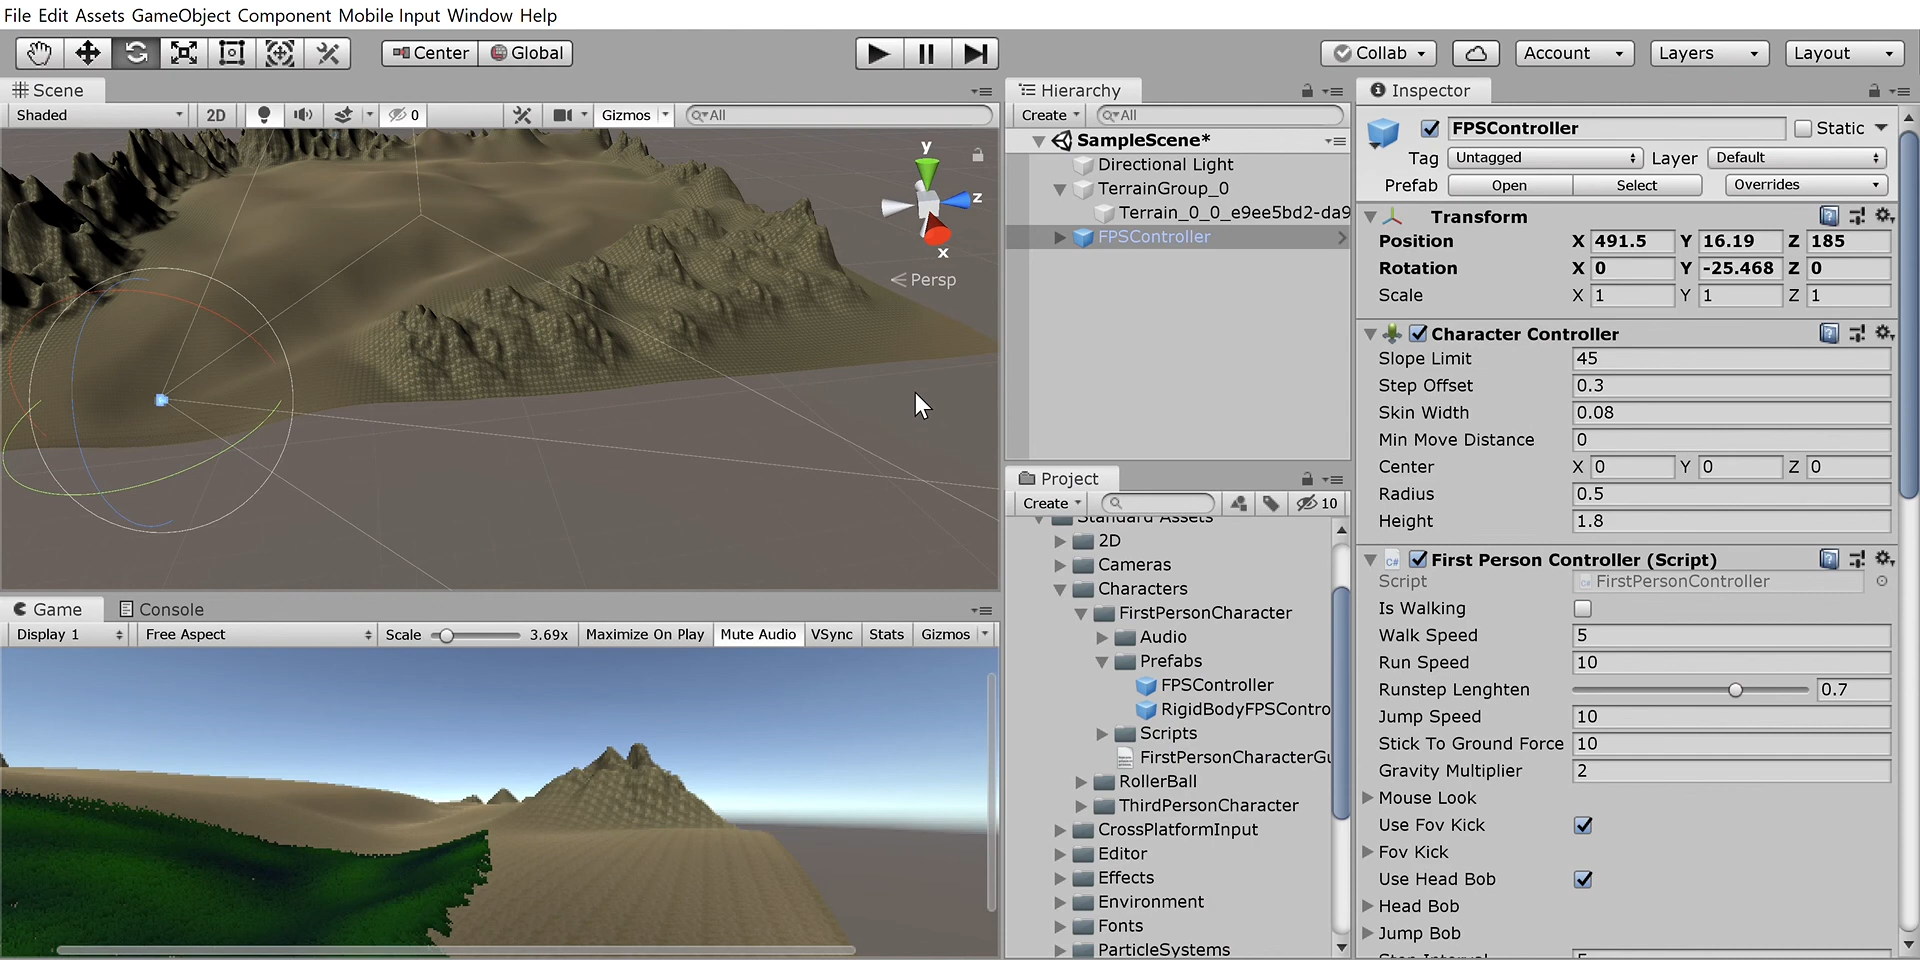 File Edit Assets GameObject Component Mobile Input Window Help
Center Global Collab Account Layers Layout
Scene
Shaded 2D 0 Gizmos All
y
z
x
Persp
Game Console
Display 1 Free Aspect Scale 3.69x Maximize On Play Mute Audio VSync Stats Gizmos
Hierarchy
Create All
SampleScene*
Directional Light
TerrainGroup_0
Terrain_0_0_e9ee5bd2-da9
FPSController
Project
Create 10
Standard Assets
2D
Cameras
Characters
FirstPersonCharacter
Audio
Prefabs
FPSController
RigidBodyFPSContro
Scripts
FirstPersonCharacterGu
RollerBall
ThirdPersonCharacter
CrossPlatformInput
Editor
Effects
Environment
Fonts
ParticleSystems
Inspector
FPSController Static
Tag Untagged Layer Default
Prefab Open Select Overrides
Transform
Position X 491.5 Y 16.19 Z 185
Rotation X 0 Y -25.468 Z 0
Scale X 1 Y 1 Z 1
Character Controller
Slope Limit 45
Step Offset 0.3
Skin Width 0.08
Min Move Distance 0
Center X 0 Y 0 Z 0
Radius 0.5
Height 1.8
C# First Person Controller (Script)
Script FirstPersonController
Is Walking
Walk Speed 5
Run Speed 10
Runstep Lenghten 0.7
Jump Speed 10
Stick To Ground Force 10
Gravity Multiplier 2
Mouse Look
Use Fov Kick
Fov Kick
Use Head Bob
Head Bob
Jump Bob